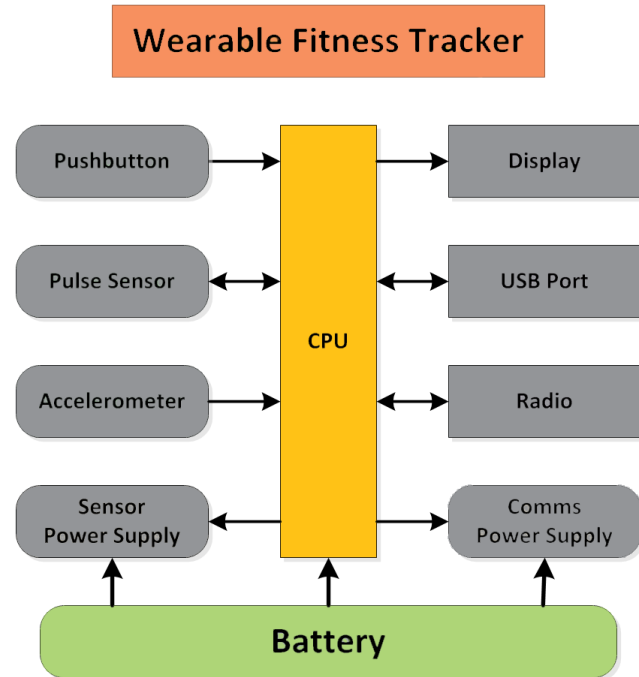 Wearable Fitness Tracker
Pushbutton
Display
Pulse Sensor
USB Port
CPU
Accelerometer
Radio
Sensor
Power Supply
Comms
Power Supply
Battery